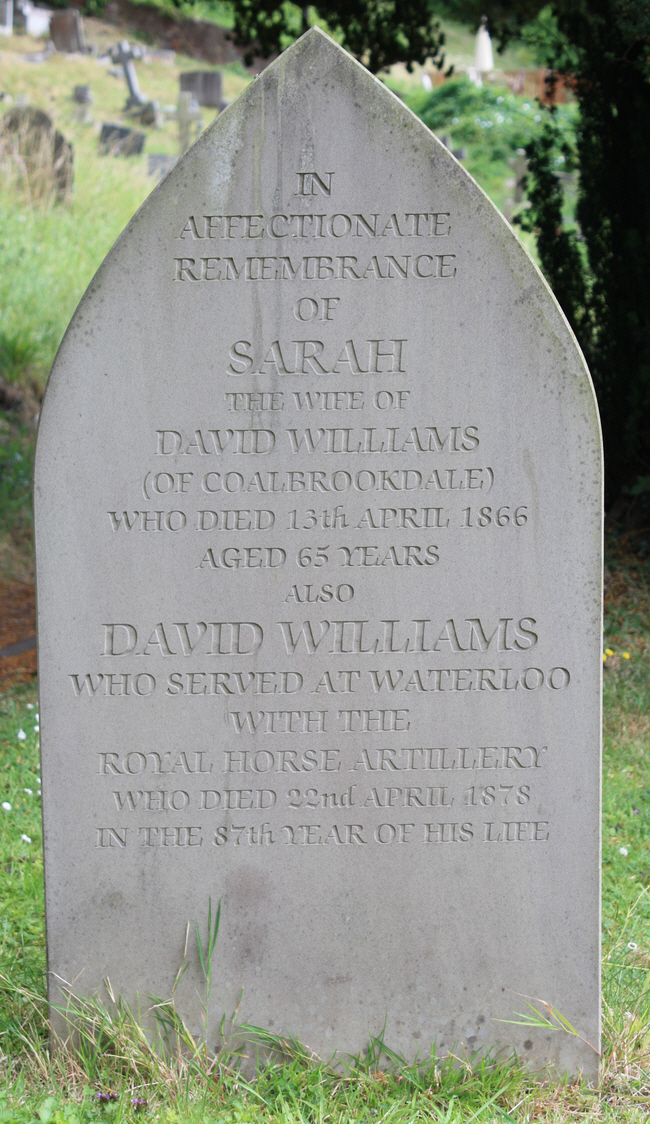 IN
AFFECTIONATE
REMEMBRANCE
OF
SARAH
THE WIFE OF
DAVID WILLIAMS
(OF COALBROOKDALE)
WHO DIED 13th APRIL 1866
AGED 65 YEARS
ALSO
DAVID WILLIAMS
WHO SERVED AT WATERLOO
WITH THE
ROYAL HORSE ARTILLERY
WHO DIED 22nd APRIL 1878
IN THE 87th YEAR OF HIS LIFE